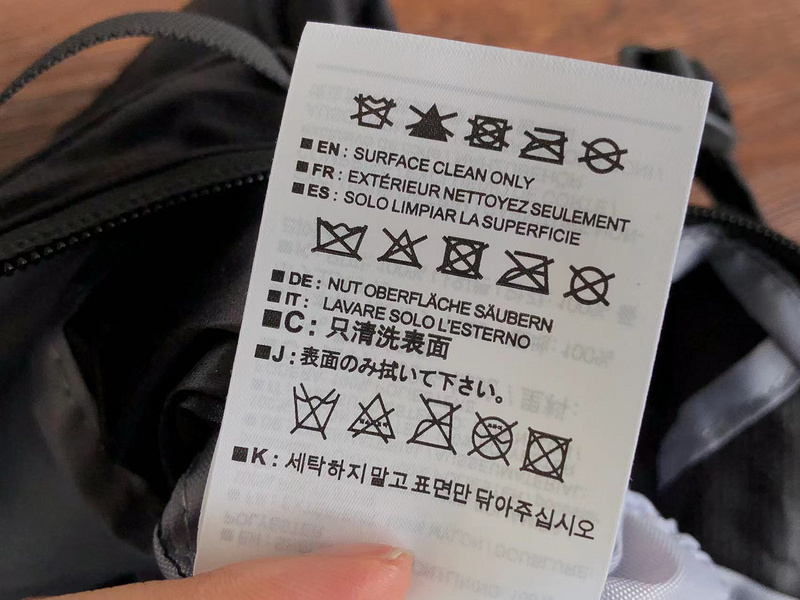 ■ EN : SURFACE CLEAN ONLY
■ FR : EXTÉRIEUR NETTOYEZ SEULEMENT
■ ES : SOLO LIMPIAR LA SUPERFICIE
■ DE : NUT OBERFLÄCHE SÄUBERN
■ IT : LAVARE SOLO L'ESTERNO
■ C : 只清洗表面
■ J : 表面のみ拭いて下さい。
■ K : 세탁하지 말고 표면만 닦아주십시오